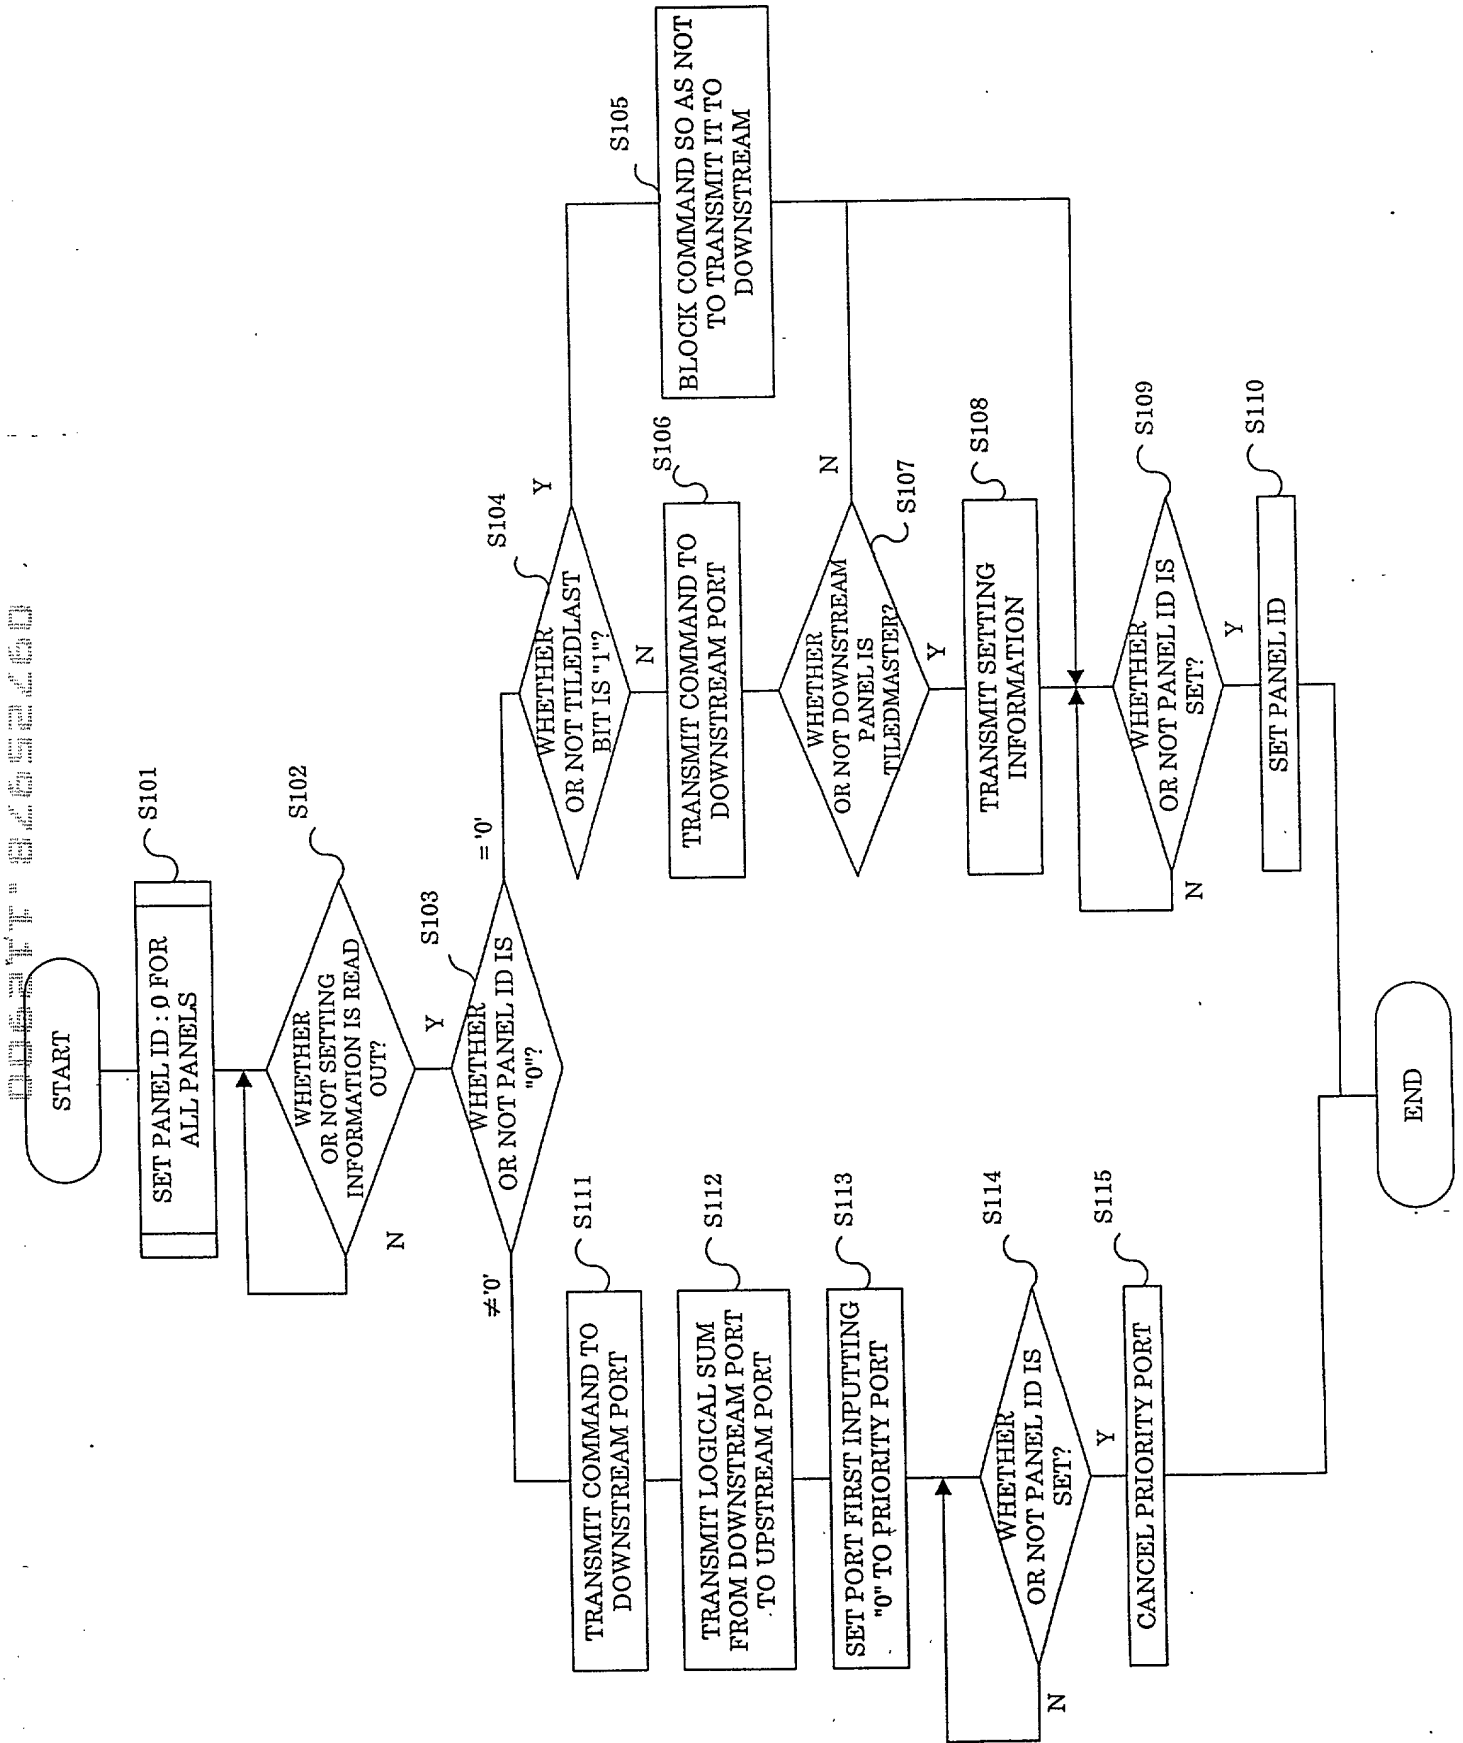 START
S101
SET PANEL ID : 0 FOR
ALL PANELS
S102
WHETHER
OR NOT SETTING
INFORMATION IS READ
OUT?
N
Y
S103
WHETHER
OR NOT PANEL ID IS
"0"?
≠'0'
= '0'
S104
WHETHER
OR NOT TILEDLAST
BIT IS "1"?
Y
N
S105
BLOCK COMMAND SO AS NOT
TO TRANSMIT IT TO
DOWNSTREAM
S106
TRANSMIT COMMAND TO
DOWNSTREAM PORT
S107
WHETHER
OR NOT DOWNSTREAM
PANEL IS
TILEDMASTER?
N
Y
S108
TRANSMIT SETTING
INFORMATION
S109
WHETHER
OR NOT PANEL ID IS
SET?
N
Y
S110
SET PANEL ID
S111
TRANSMIT COMMAND TO
DOWNSTREAM PORT
S112
TRANSMIT LOGICAL SUM
FROM DOWNSTREAM PORT
TO UPSTREAM PORT
S113
SET PORT FIRST INPUTTING
"0" TO PRIORITY PORT
S114
WHETHER
OR NOT PANEL ID IS
SET?
N
Y
S115
CANCEL PRIORITY PORT
END